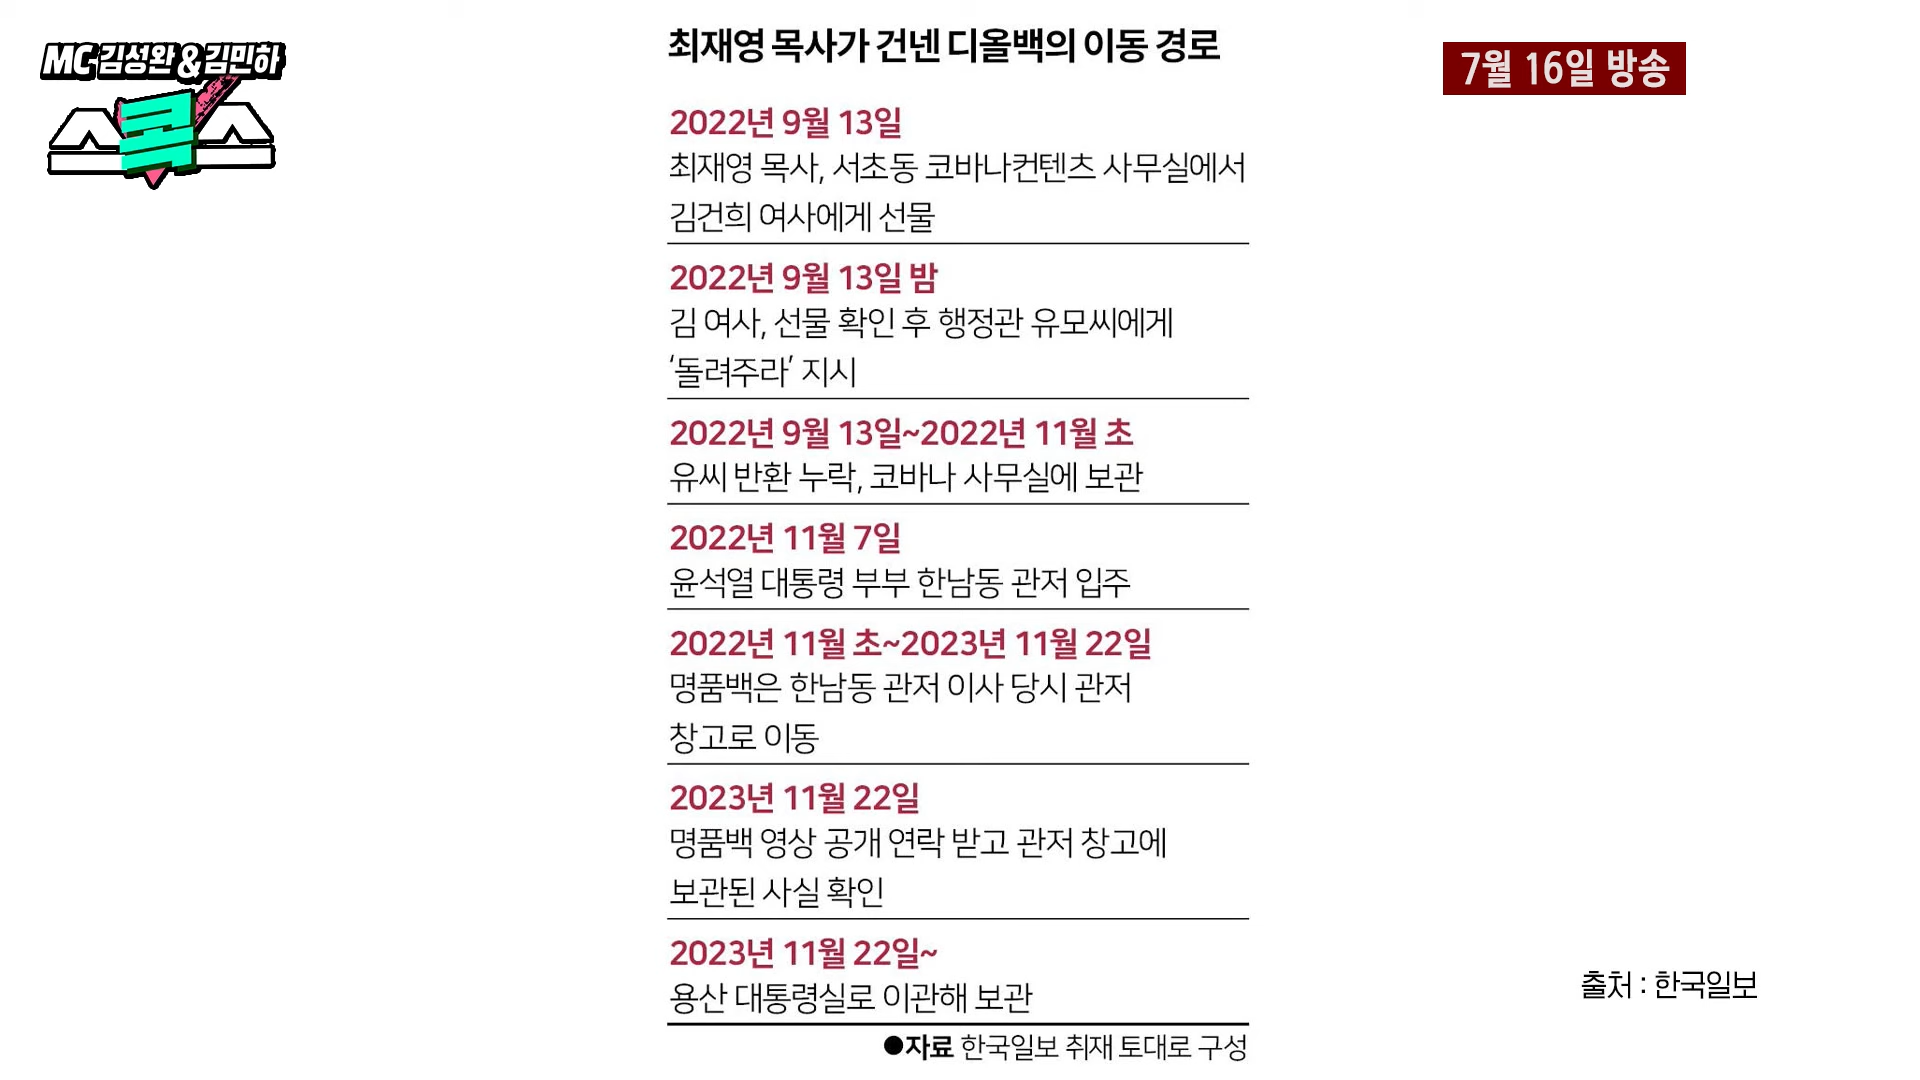 MC 김성완 & 김민하
스콕스
최재영 목사가 건넨 디올백의 이동 경로
7월 16일 방송
2022년 9월 13일
최재영 목사, 서초동 코바나컨텐츠 사무실에서
김건희 여사에게 선물
2022년 9월 13일 밤
김 여사, 선물 확인 후 행정관 유모씨에게
‘돌려주라’ 지시
2022년 9월 13일~2022년 11월 초
유씨 반환 누락, 코바나 사무실에 보관
2022년 11월 7일
윤석열 대통령 부부 한남동 관저 입주
2022년 11월 초~2023년 11월 22일
명품백은 한남동 관저 이사 당시 관저
창고로 이동
2023년 11월 22일
명품백 영상 공개 연락 받고 관저 창고에
보관된 사실 확인
2023년 11월 22일~
용산 대통령실로 이관해 보관
●자료 한국일보 취재 토대로 구성
출처 : 한국일보